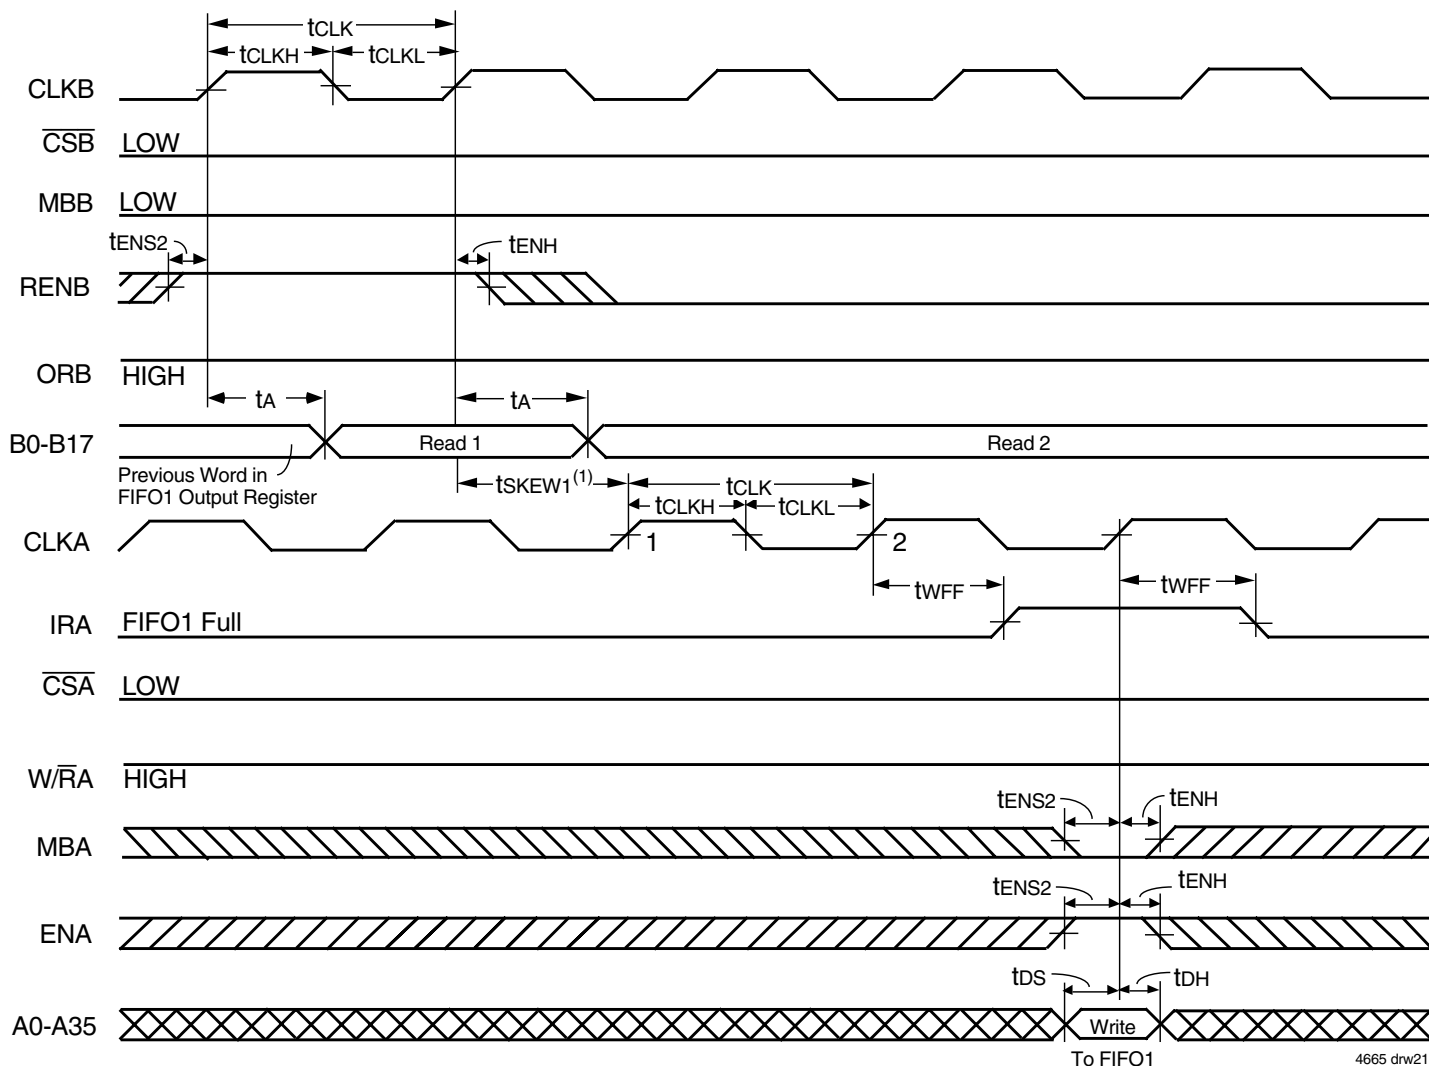 tCLK
tCLKH
tCLKL
CLKB
CSB
LOW
MBB
LOW
tENS2
tENH
RENB
ORB
HIGH
tA
tA
B0-B17
Read 1
Read 2
Previous Word in
FIFO1 Output Register
tSKEW1(1)
tCLK
tCLKH
tCLKL
CLKA
1
2
tWFF
tWFF
IRA
FIFO1 Full
CSA
LOW
W/RA
HIGH
tENS2
tENH
MBA
tENS2
tENH
ENA
tDS
tDH
A0-A35
Write
To FIFO1
4665 drw21